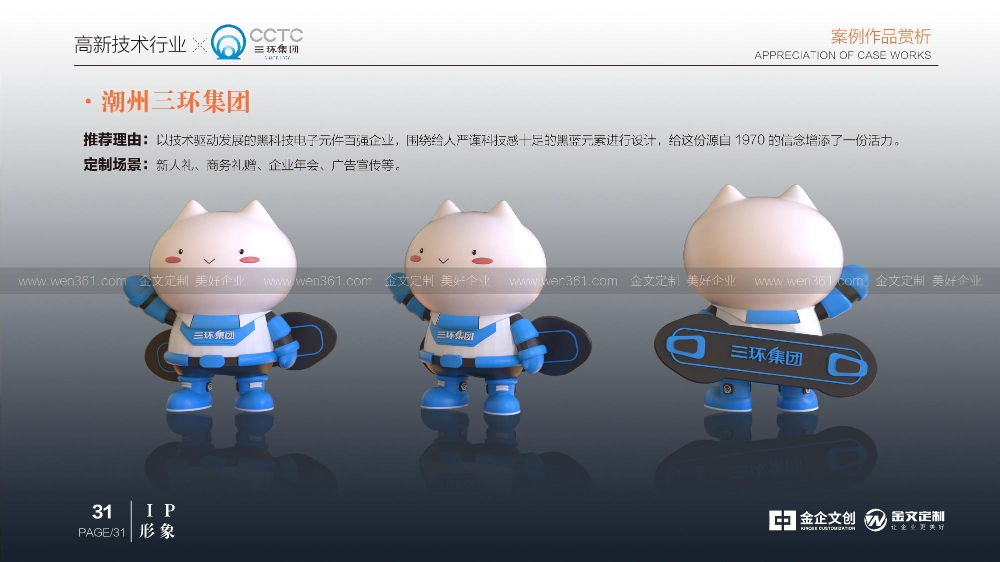 高新技术行业
CCTC
三环集团
SINCE 1970
案例作品赏析
APPRECIATION OF CASE WORKS
·潮州三环集团
推荐理由：以技术驱动发展的黑科技电子元件百强企业，围绕给人严谨科技感十足的黑蓝元素进行设计，给这份源自 1970 的信念增添了一份活力。
定制场景：新人礼、商务礼赠、企业年会、广告宣传等。
www.wen361.com 金文定制 美好企业 www.wen361.com 金文定制 美好企业 www.wen361.com 金文定制 美好企业 www.wen361.com 金文定制 美好企业
三环集团
三环集团
三环集团
31
PAGE/31
IP
形象
金企文创
KINQEE CUSTOMIZATION
金文定制
让企业更美好